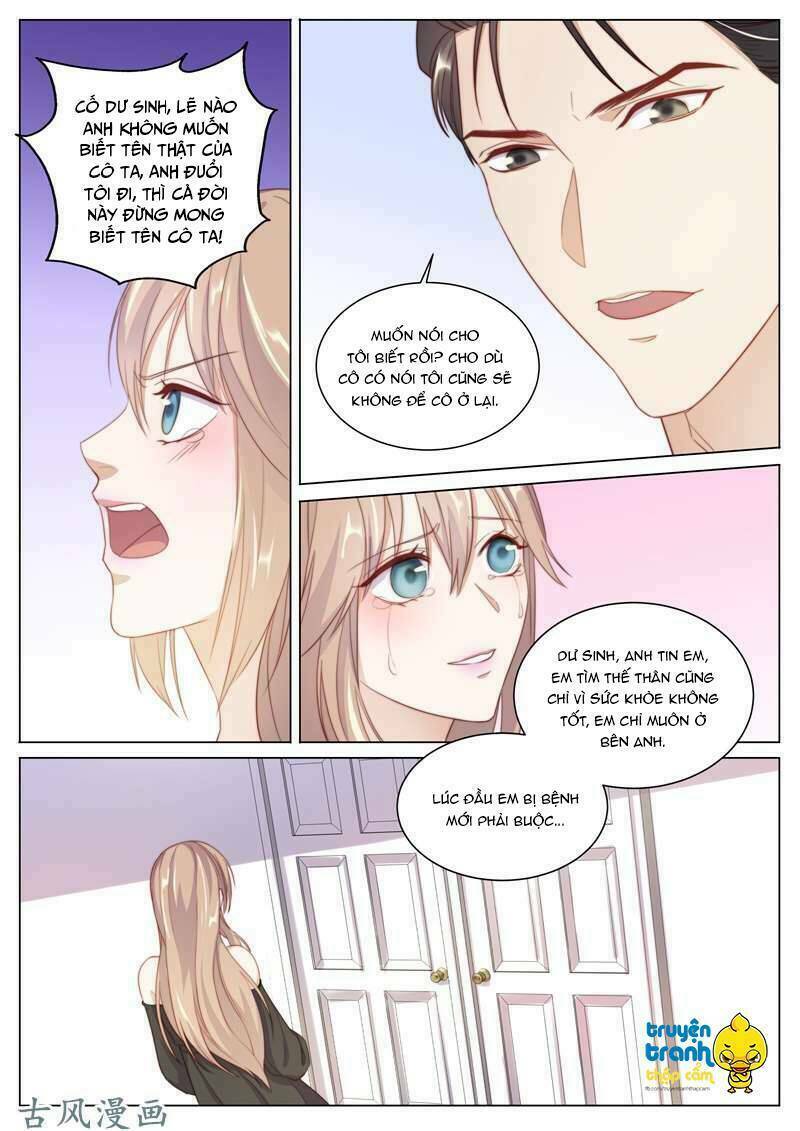 CỐ DƯ SINH, LẼ NÀO
ANH KHÔNG MUỐN
BIẾT TÊN THẬT CỦA
CÔ TA, ANH ĐUỔI
TÔI ĐI, THÌ CẢ ĐỜI
NÀY ĐỪNG MONG
BIẾT TÊN CÔ TA!
MUỐN NÓI CHO
TÔI BIẾT RỒI? CHO DÙ
CÔ CÓ NÓI TÔI CŨNG SẼ
KHÔNG ĐỂ CÔ Ở LẠI.
DƯ SINH, ANH TIN EM,
EM TÌM THẾ THÂN CŨNG
CHỈ VÌ SỨC KHỎE KHÔNG
TỐT, EM CHỈ MUÔN Ở
BÊN ANH.
LÚC ĐẦU EM BỊ BỆNH
MỚI PHẢI BUỘC...
truyện
tranh
thập cẩm
fb.com/truyentranhthapcam
古风漫画